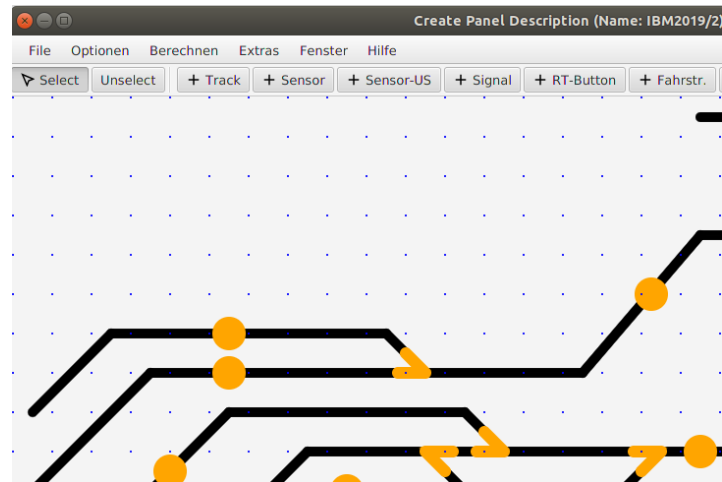 Create Panel Description (Name: IBM2019/2)
File Optionen Berechnen Extras Fenster Hilfe
Select Unselect + Track + Sensor + Sensor-US + Signal + RT-Button + Fahrstr.